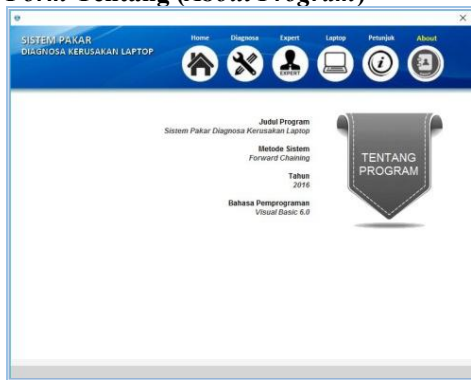 Form Tentang (About Program)
SISTEM PAKAR
DIAGNOSA KERUSAKAN LAPTOP
Home Diagnosa Expert Laptop Petunjuk About
EXPERT
Judul Program
Sistem Pakar Diagnosa Kerusakan Laptop
Metode Sistem
Forward Chaining
Tahun
2016
Bahasa Pemprograman
Visual Basic 6.0
TENTANG
PROGRAM